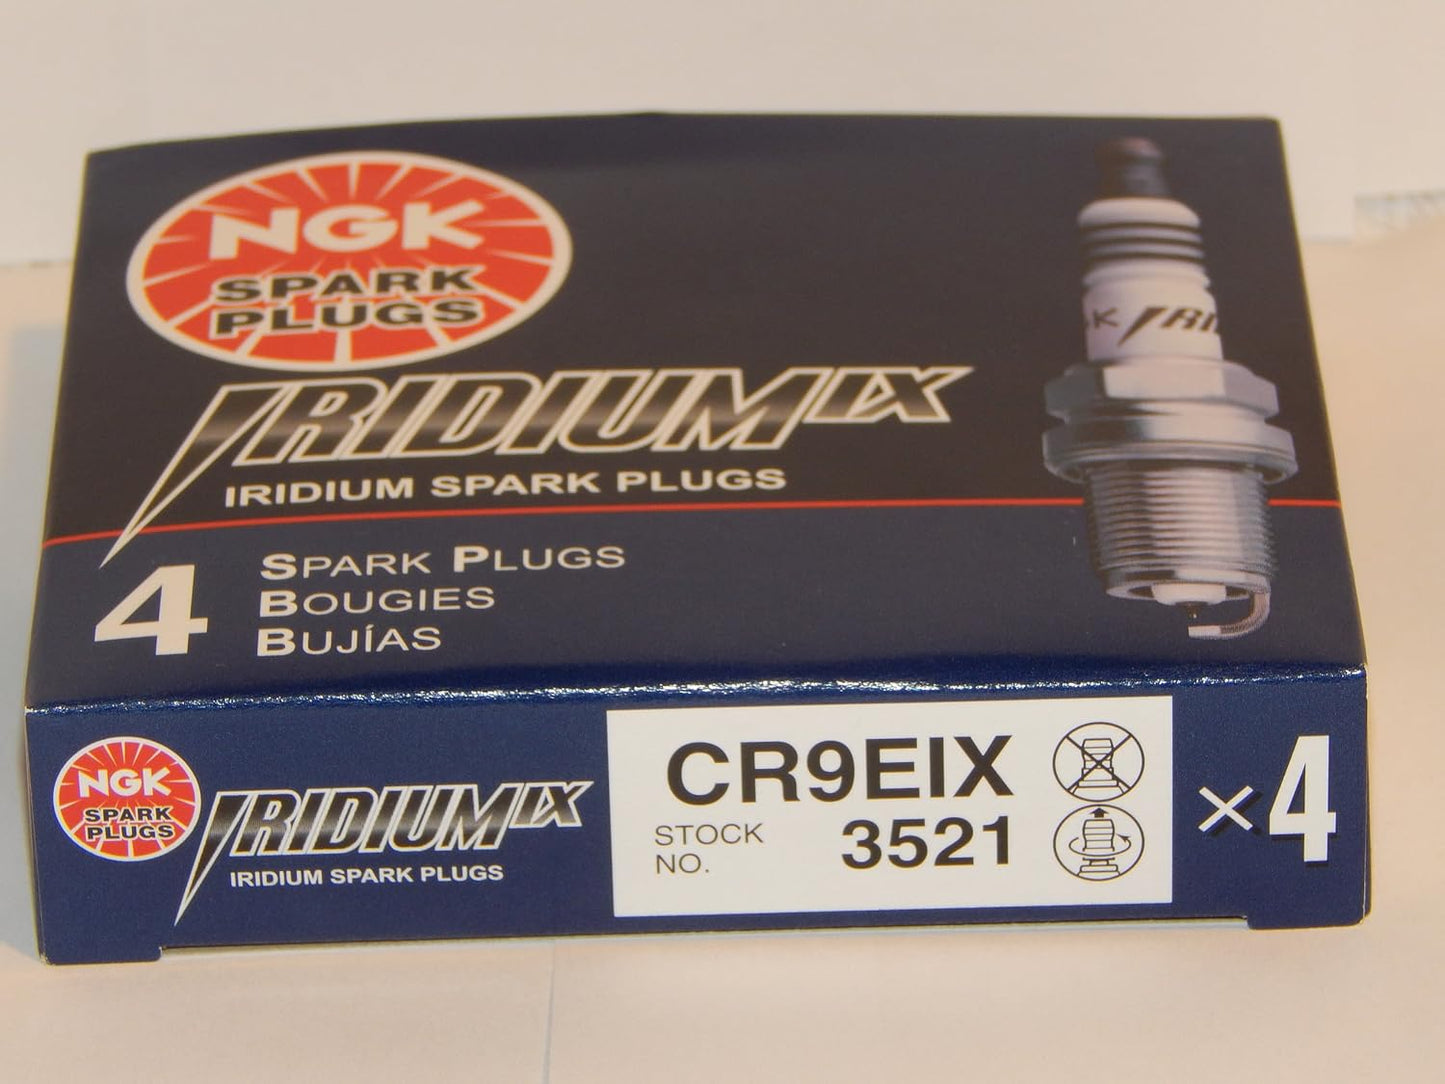 NGK
SPARK
PLUGS
K IRI
IRIDIUM IX
IRIDIUM SPARK PLUGS
4 SPARK PLUGS
BOUGIES
BUJÍAS
NGK
SPARK
PLUGS
IRIDIUM IX
IRIDIUM SPARK PLUGS
CR9EIX
STOCK NO. 3521
×4